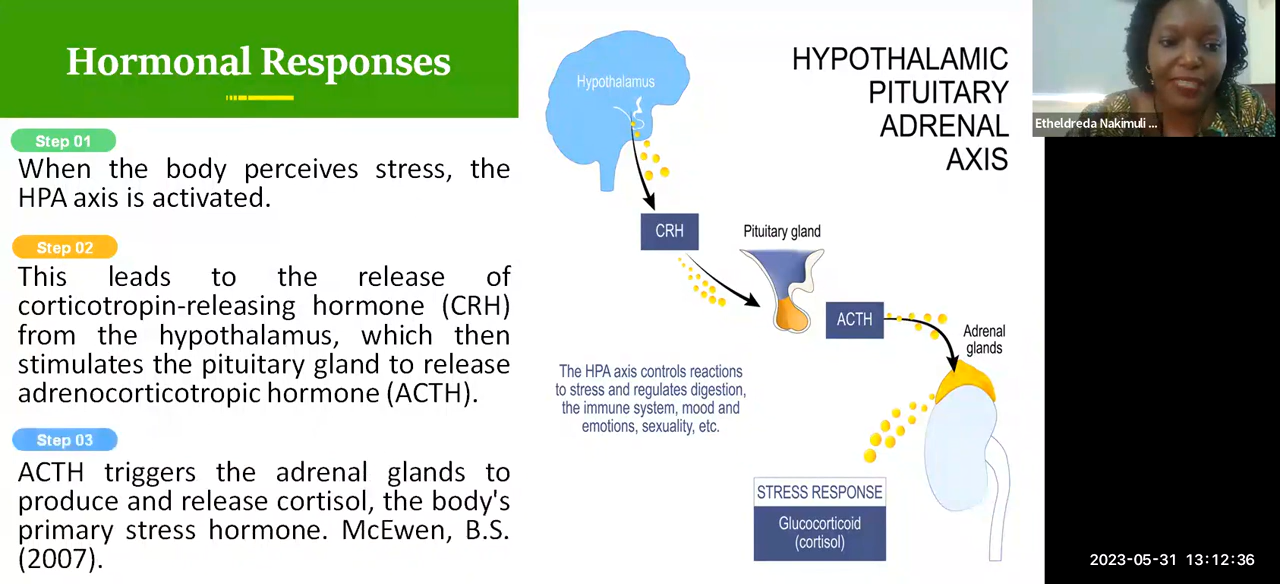 Hormonal Responses
Step 01
When the body perceives stress, the
HPA axis is activated.
Step 02
This leads to the release of
corticotropin-releasing hormone (CRH)
from the hypothalamus, which then
stimulates the pituitary gland to release
adrenocorticotropic hormone (ACTH).
Step 03
ACTH triggers the adrenal glands to
produce and release cortisol, the body's
primary stress hormone. McEwen, B.S.
(2007).
HYPOTHALAMIC
PITUITARY
ADRENAL
AXIS
Hypothalamus
CRH
Pituitary gland
ACTH
Adrenal
glands
The HPA axis controls reactions
to stress and regulates digestion,
the immune system, mood and
emotions, sexuality, etc.
STRESS RESPONSE
Glucocorticoid
(cortisol)
Etheldreda Nakimuli ...
2023-05-31 13:12:36